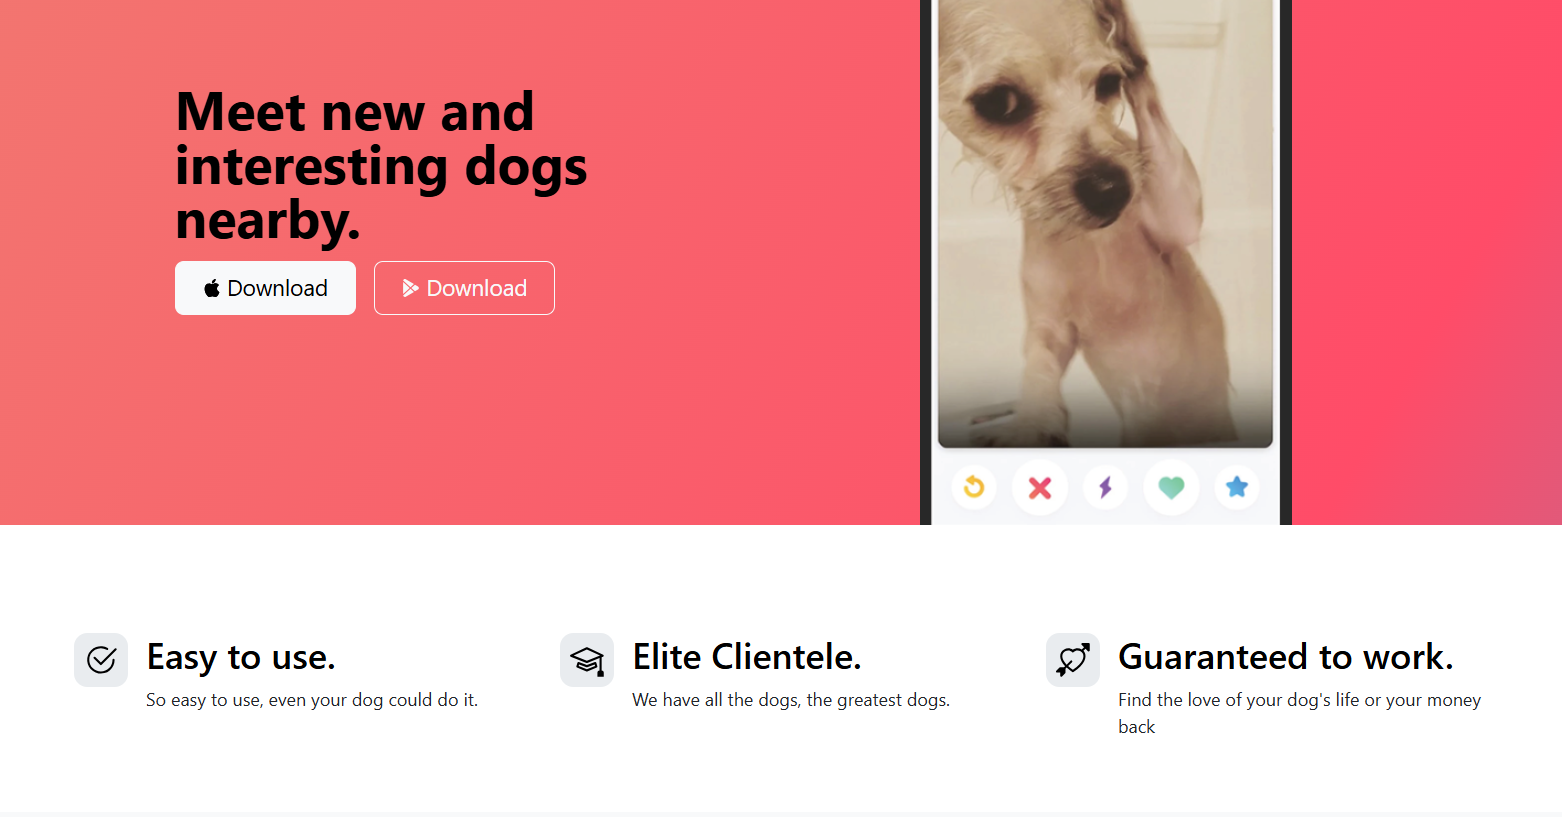 Meet new and
interesting dogs
nearby.
Download
Download
Easy to use.
So easy to use, even your dog could do it.
Elite Clientele.
We have all the dogs, the greatest dogs.
Guaranteed to work.
Find the love of your dog's life or your money
back